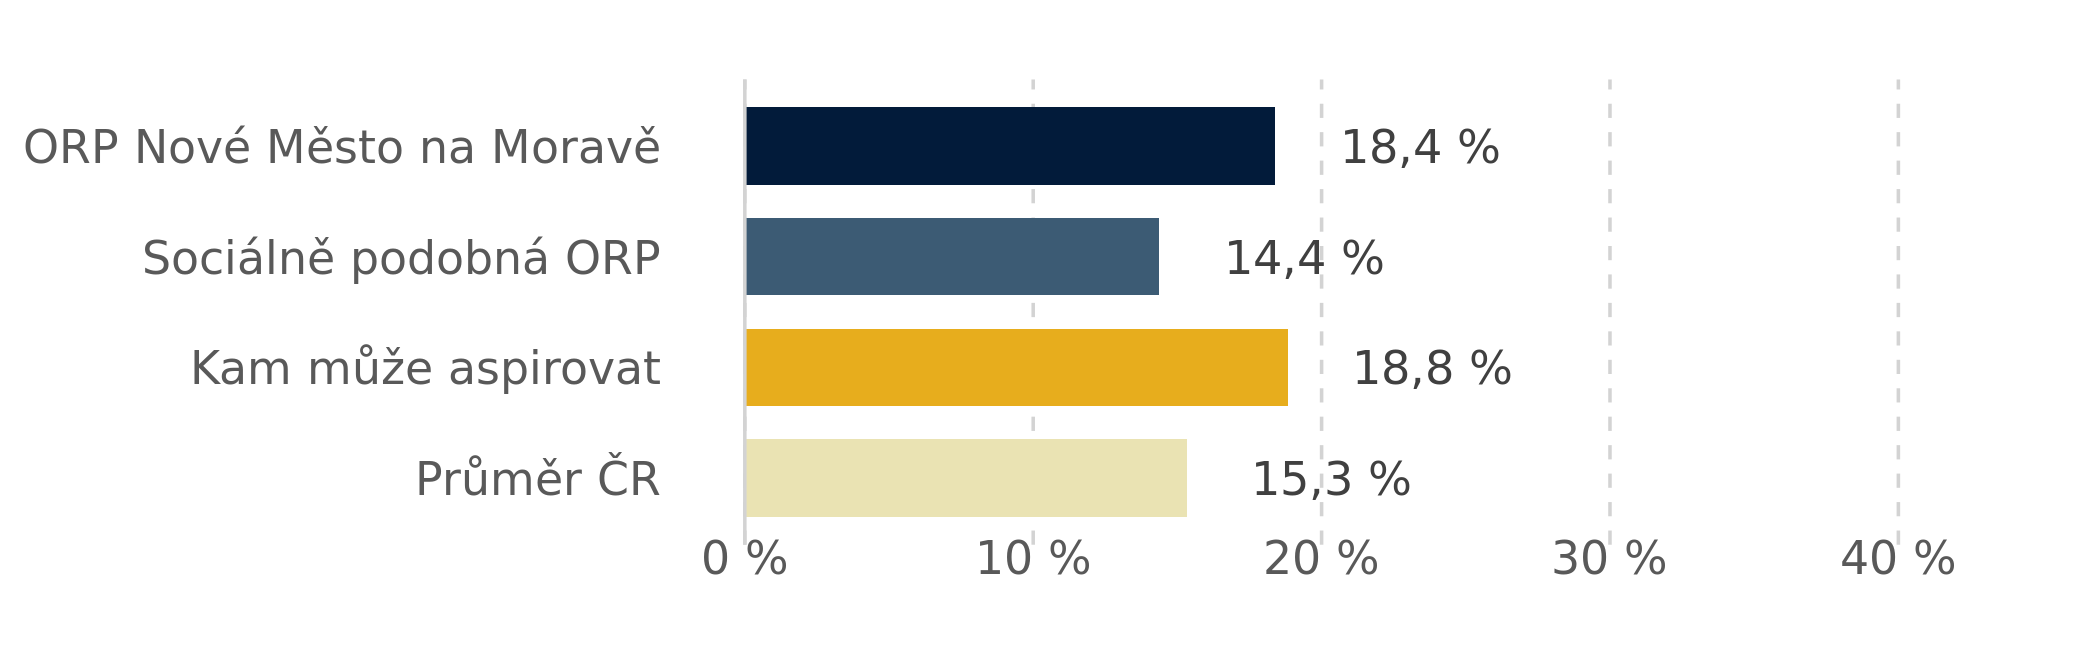 ORP Nové Město na Moravě 18,4 %
Sociálně podobná ORP 14,4 %
Kam může aspirovat 18,8 %
Průměr ČR 15,3 %
0 % 10 % 20 % 30 % 40 %